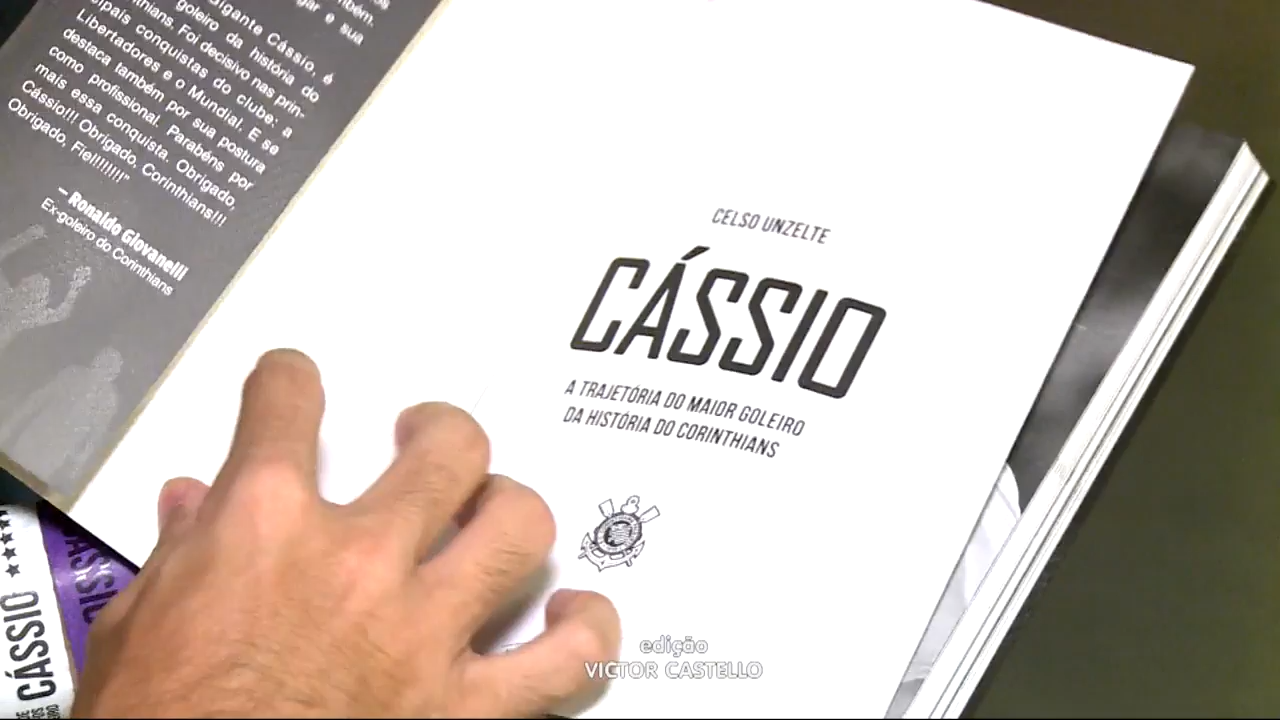 gar e sua
Gigante Cássio, é
goleiro da história do
Foi decisivo nas prin-
cipais conquistas do clube: a
Libertadores e o Mundial. E se
destaca também por sua postura
como profissional. Parabéns por
mais essa conquista. Obrigado,
Cássio!!! Obrigado, Corinthians!!!
Obrigado, Fiel!!!!!!!!"
– Ronaldo Giovanelli
Ex-goleiro do Corinthians
CELSO UNZELTE
CÁSSIO
A TRAJETÓRIA DO MAIOR GOLEIRO
DA HISTÓRIA DO CORINTHIANS
CÁSSIO
edição
VICTOR CASTELLO